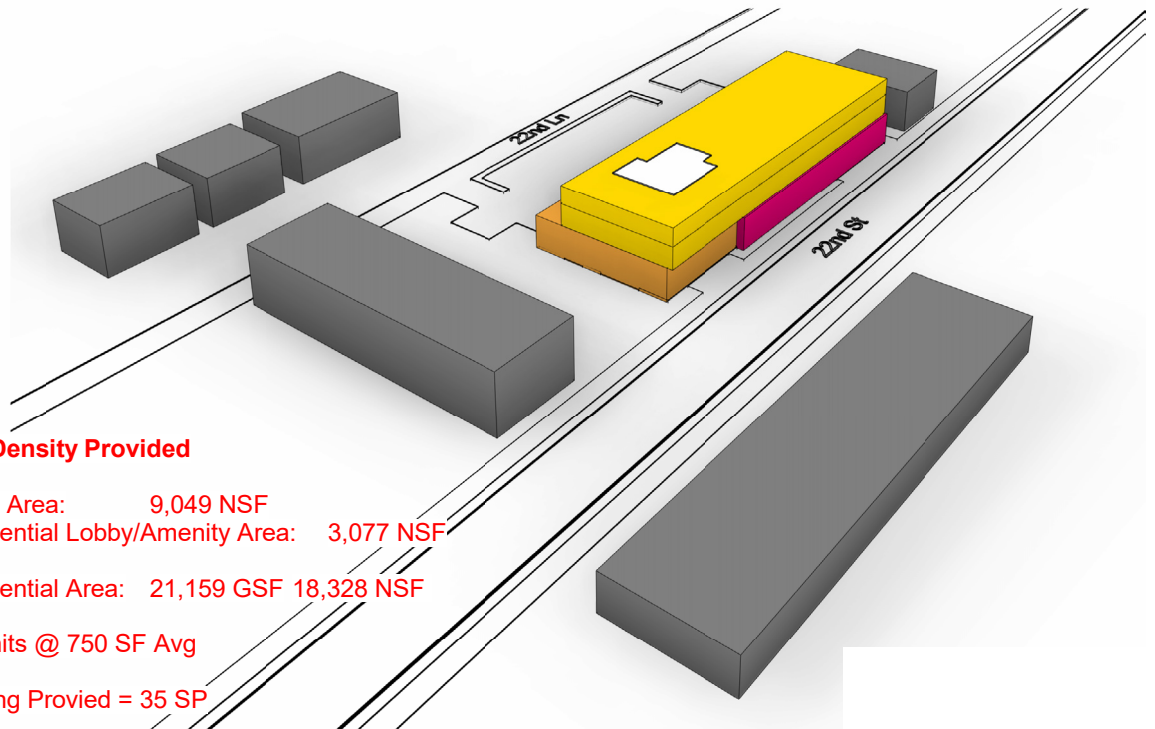 22nd Ln
22nd St
Density Provided
Area: 9,049 NSF
ential Lobby/Amenity Area: 3,077 NSF
ential Area: 21,159 GSF 18,328 NSF
its @ 750 SF Avg
ng Provied = 35 SP